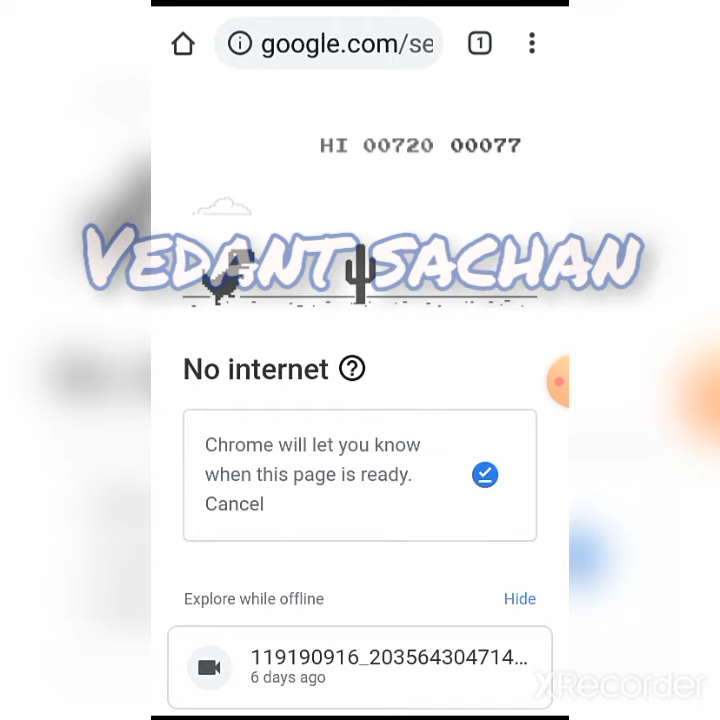 google.com/se
1
HI 00720 00077
VEDANT SACHAN
No internet ?
Chrome will let you know
when this page is ready.
Cancel
Explore while offline
Hide
119190916_203564304714...
6 days ago
XRecorder